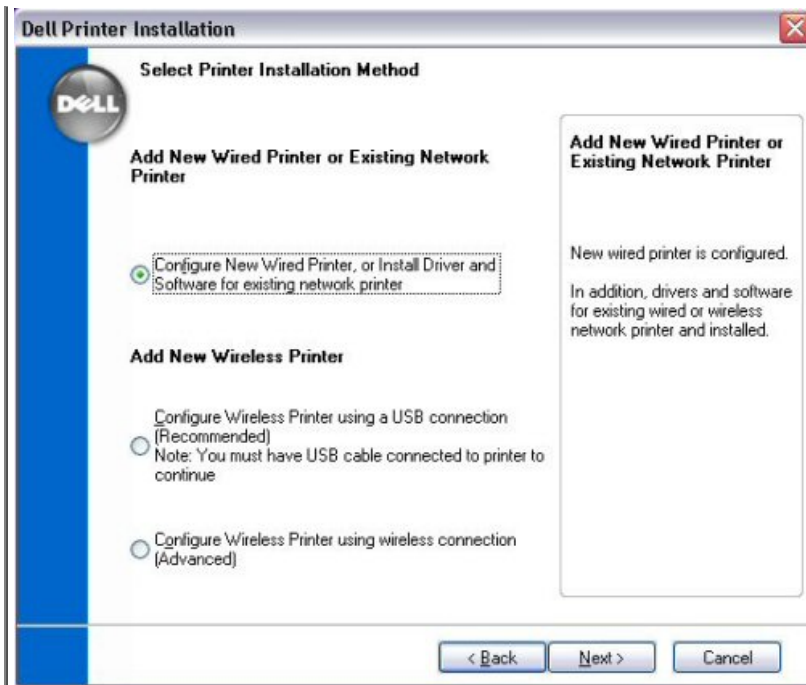 Dell Printer Installation
Select Printer Installation Method
DELL
Add New Wired Printer or Existing Network
Printer
Configure New Wired Printer, or Install Driver and
Software for existing network printer
Add New Wireless Printer
Configure Wireless Printer using a USB connection
(Recommended)
Note: You must have USB cable connected to printer to
continue
Configure Wireless Printer using wireless connection
(Advanced)
Add New Wired Printer or
Existing Network Printer
New wired printer is configured.
In addition, drivers and software
for existing wired or wireless
network printer and installed.
< Back
Next >
Cancel